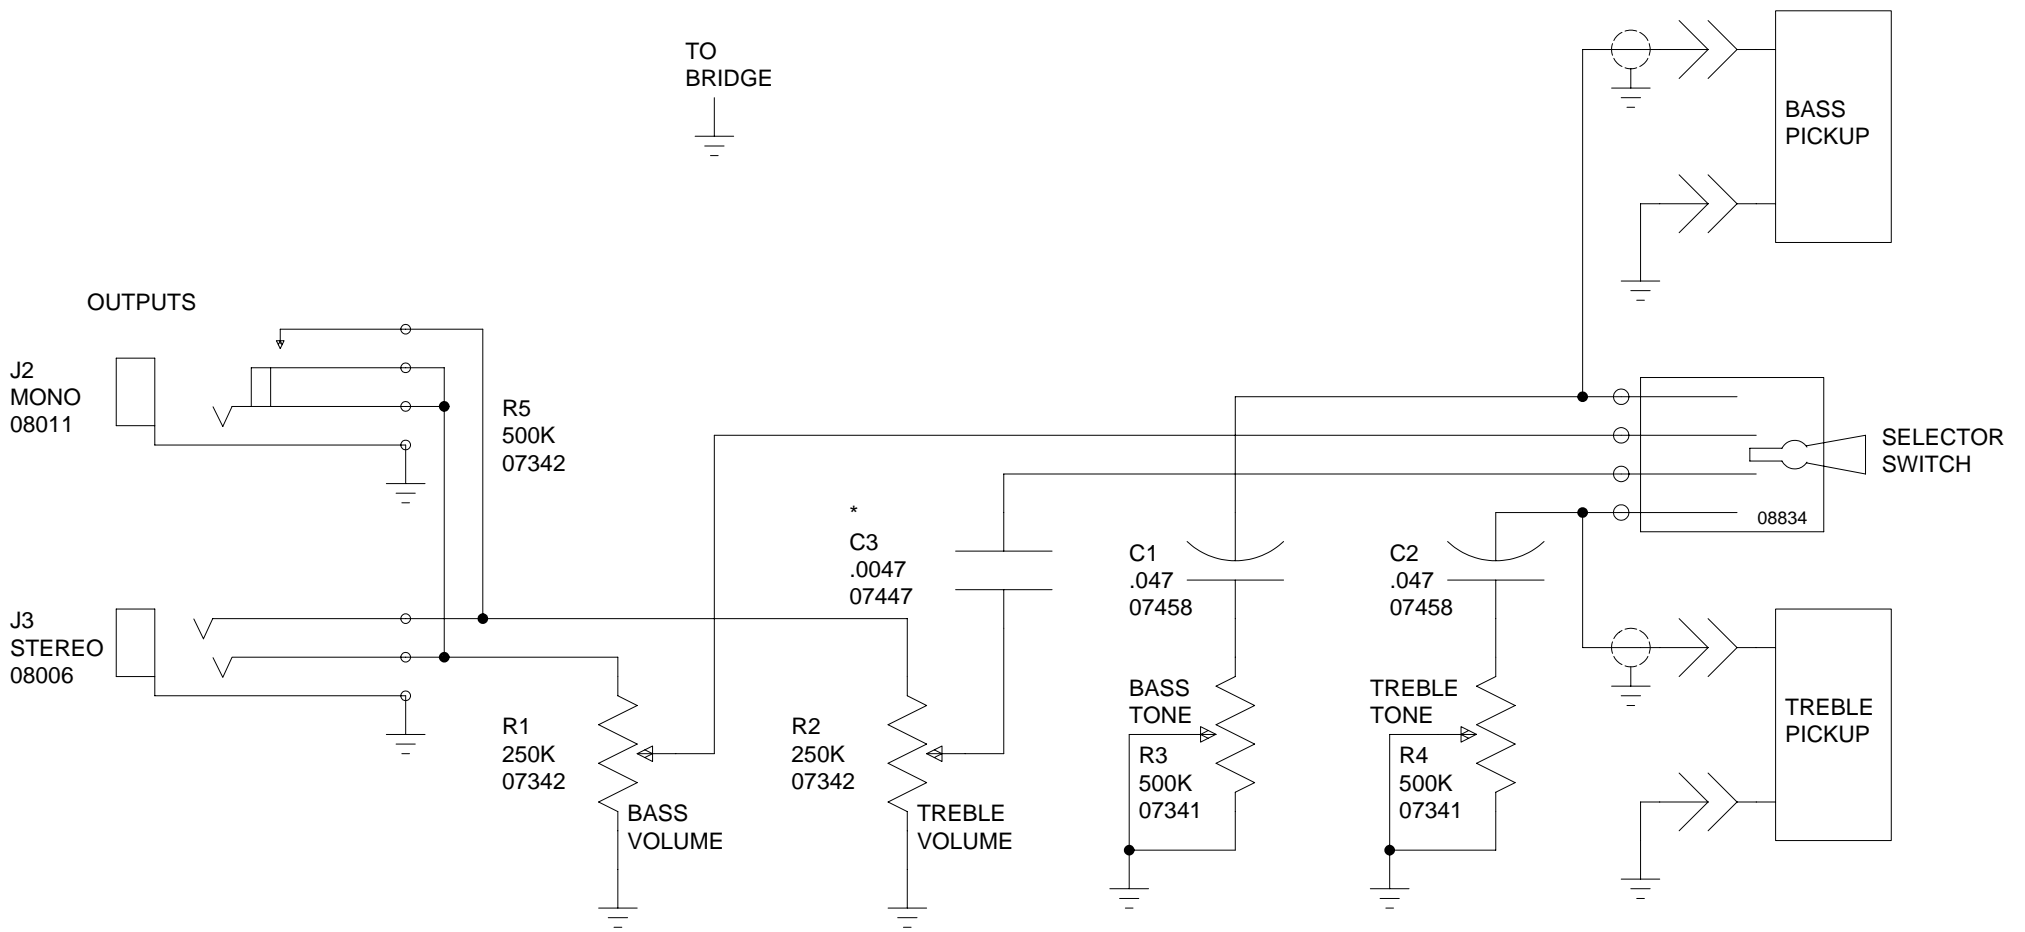 TO
BRIDGE
BASS
PICKUP
OUTPUTS
J2
MONO
08011
R5
500K
07342
SELECTOR
SWITCH
08834
*
C3
.0047
07447
C1
.047
07458
C2
.047
07458
J3
STEREO
08006
BASS
TONE
TREBLE
TONE
TREBLE
PICKUP
R1
250K
07342
R2
250K
07342
R3
500K
07341
R4
500K
07341
BASS
VOLUME
TREBLE
VOLUME